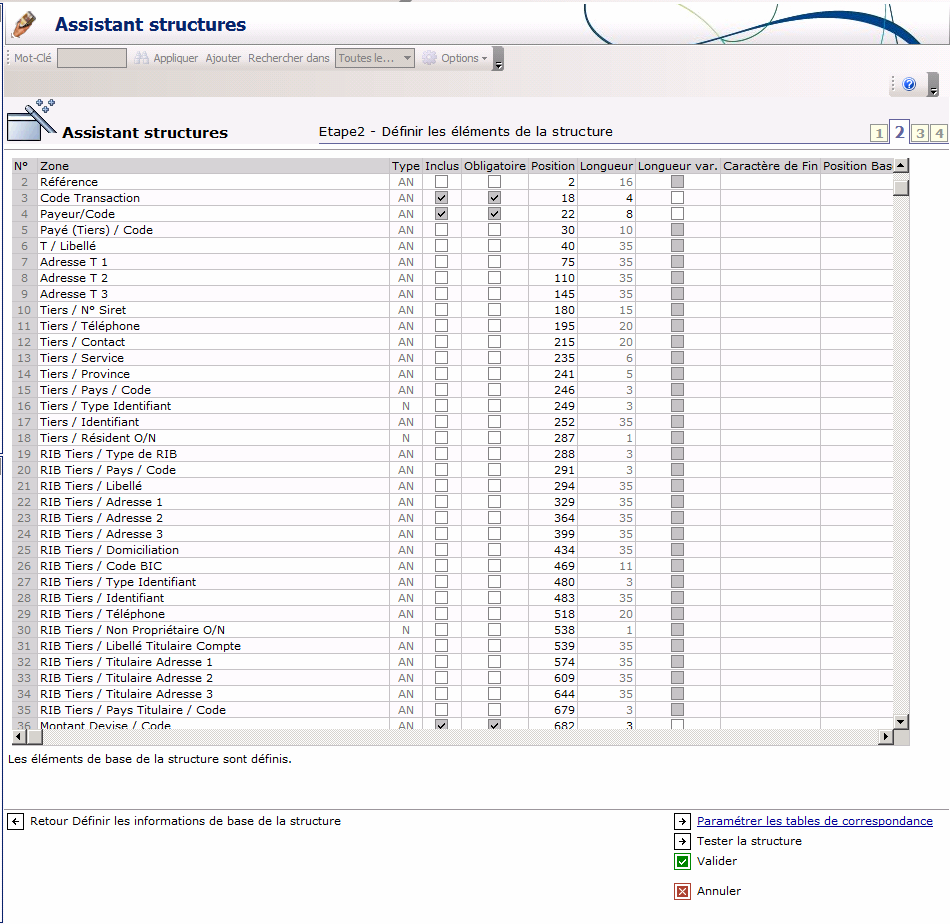 Assistant structures
Mot-Clé Appliquer Ajouter Rechercher dans Toutes le... Options
Assistant structures
Etape2 - Définir les éléments de la structure
1 2 3 4
N° Zone Type Inclus Obligatoire Position Longueur Longueur var. Caractère de Fin Position Bas
2 Référence AN 2 16
3 Code Transaction AN 18 4
4 Payeur/Code AN 22 8
5 Payé (Tiers) / Code AN 30 10
6 T / Libellé AN 40 35
7 Adresse T 1 AN 75 35
8 Adresse T 2 AN 110 35
9 Adresse T 3 AN 145 35
10 Tiers / N° Siret AN 180 15
11 Tiers / Téléphone AN 195 20
12 Tiers / Contact AN 215 20
13 Tiers / Service AN 235 6
14 Tiers / Province AN 241 5
15 Tiers / Pays / Code AN 246 3
16 Tiers / Type Identifiant N 249 3
17 Tiers / Identifiant AN 252 35
18 Tiers / Résident O/N N 287 1
19 RIB Tiers / Type de RIB AN 288 3
20 RIB Tiers / Pays / Code AN 291 3
21 RIB Tiers / Libellé AN 294 35
22 RIB Tiers / Adresse 1 AN 329 35
23 RIB Tiers / Adresse 2 AN 364 35
24 RIB Tiers / Adresse 3 AN 399 35
25 RIB Tiers / Domiciliation AN 434 35
26 RIB Tiers / Code BIC AN 469 11
27 RIB Tiers / Type Identifiant AN 480 3
28 RIB Tiers / Identifiant AN 483 35
29 RIB Tiers / Téléphone AN 518 20
30 RIB Tiers / Non Propriétaire O/N N 538 1
31 RIB Tiers / Libellé Titulaire Compte AN 539 35
32 RIB Tiers / Titulaire Adresse 1 AN 574 35
33 RIB Tiers / Titulaire Adresse 2 AN 609 35
34 RIB Tiers / Titulaire Adresse 3 AN 644 35
35 RIB Tiers / Pays Titulaire / Code AN 679 3
36 Montant Devise / Code AN 682 3
Les éléments de base de la structure sont définis.
Retour Définir les informations de base de la structure
Paramétrer les tables de correspondance
Tester la structure
Valider
Annuler